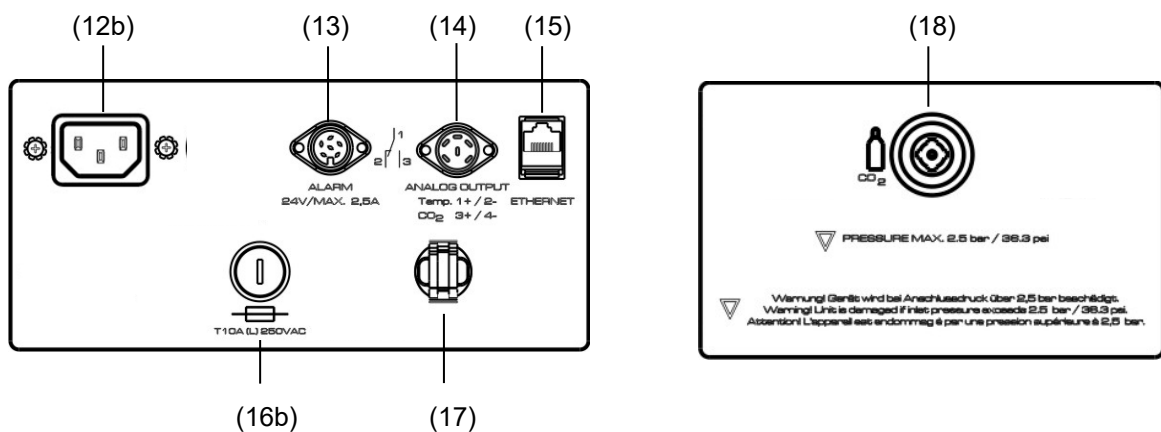 (12b)
(13)
(14)
(15)
(18)
1
2 3
ALARM
24V/MAX. 2,5A
ANALOG OUTPUT
Temp. 1+ / 2-
CO2 3+ / 4-
ETHERNET
T10A (L) 250VAC
(16b)
(17)
CO2
PRESSURE MAX. 2.5 bar / 36.3 psi
Warnung! Gerät wird bei Anschlussdruck über 2,5 bar beschädigt.
Warning! Unit is damaged if inlet pressure exceeds 2.5 bar / 36.3 psi.
Attention! L'appareil est endommag é par une pression supérieure à 2,5 bar.